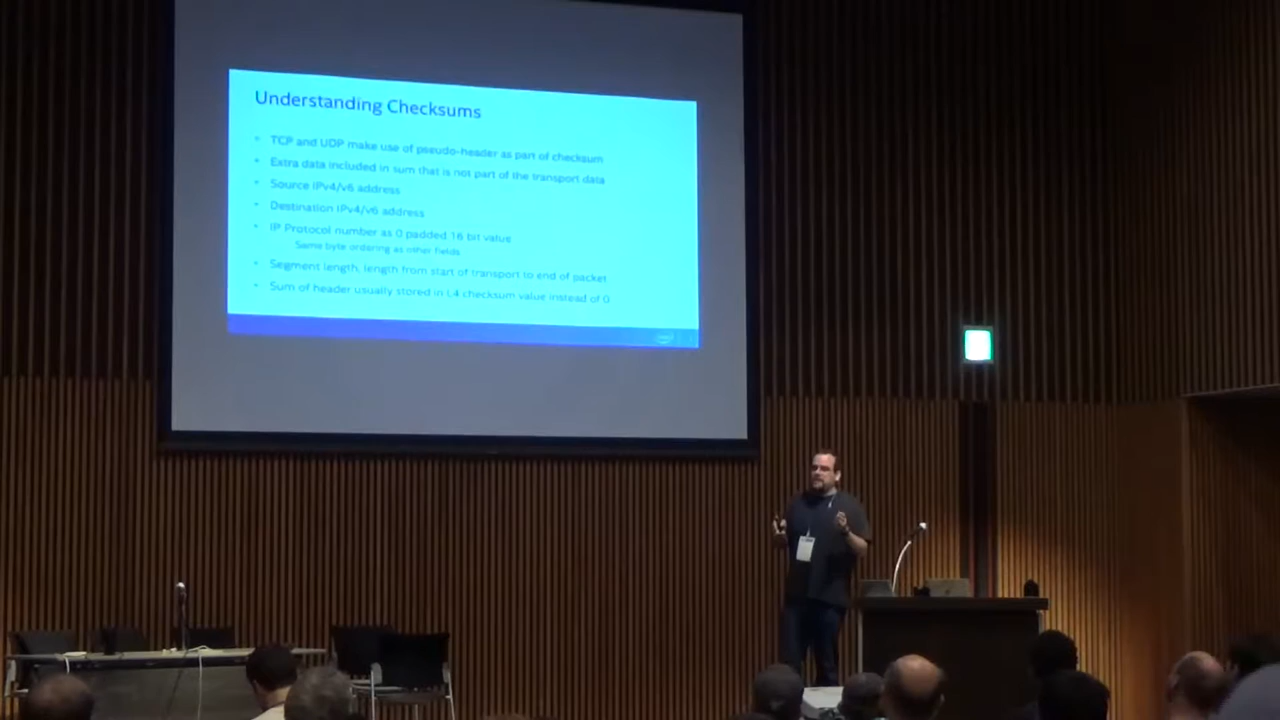 Understanding Checksums
TCP and UDP make use of pseudo-header as part of checksum
Extra data included in sum that is not part of the transport data
Source IPv4/v6 address
Destination IPv4/v6 address
IP Protocol number as 0 padded 16 bit value
Same byte ordering as other fields
Segment length, length from start of transport to end of packet
Sum of header usually stored in L4 checksum value instead of 0